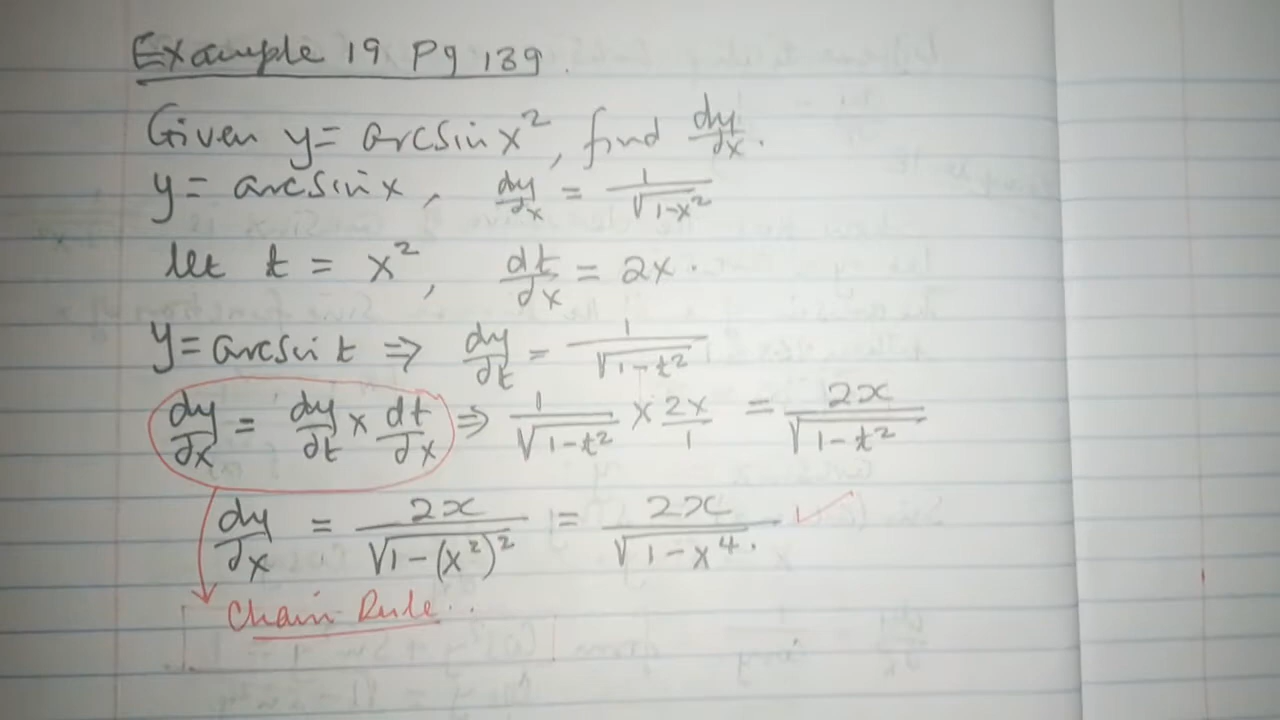 Example 19 Pg 139.
Given y = arcsin x², find dy/dx.
y = arcsin x, dy/dx = 1/√(1-x²)
let t = x², dt/dx = 2x.
y = arcsin t ⇒ dy/dt = 1/√(1-t²)
dy/dx = dy/dt × dt/dx ⇒ 1/√(1-t²) × 2x/1 = 2x/√(1-t²)
dy/dx = 2x/√(1-(x²)²) = 2x/√(1-x⁴). ✓
Chain Rule..